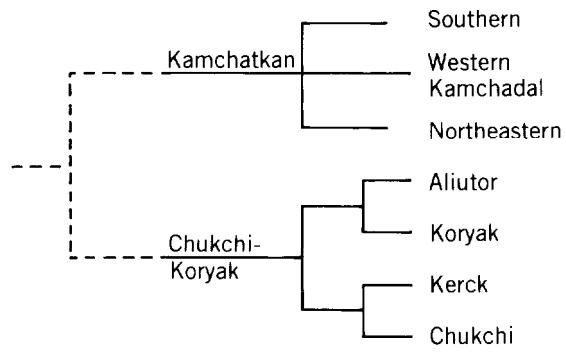 Southern
Kamchatkan
Western
Kamchadal
Northeastern
Aliutor
Chukchi-
Koryak
Koryak
Kerck
Chukchi